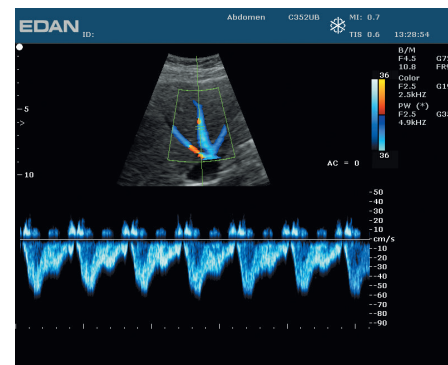 EDAN ID: Abdomen C352UB MI: 0.7
TIS 0.6 13:28:54
B/M
F4.5
10.8
Color
F2.5
2.5kHZ
PW (*)
F2.5
4.9kHZ
36
36
-5
>
-10
AC = 0
-50
-40
-30
-20
-10
cm/s
-10
-20
-30
-40
-50
-60
-70
-80
-90